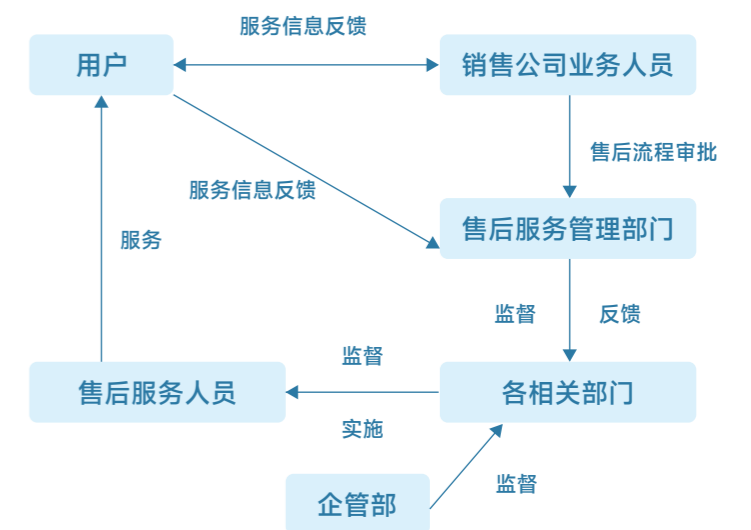 服务信息反馈
用户
销售公司业务人员
售后流程审批
服务信息反馈
售后服务管理部门
服务
监督
反馈
监督
售后服务人员
各相关部门
实施
监督
企管部